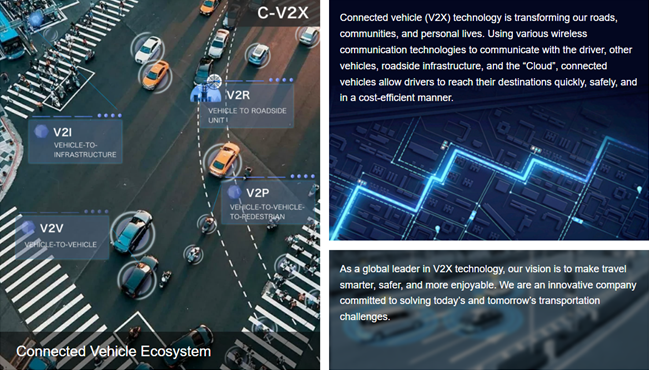 C-V2X
V2R
VEHICLE TO ROADSIDE
UNIT
V2I
VEHICLE-TO-
INFRASTRUCTURE
V2P
VEHICLE-TO-VEHICLE-
TO-PEDESTRIAN
V2V
VEHICLE-TO-VEHICLE
Connected Vehicle Ecosystem
Connected vehicle (V2X) technology is transforming our roads,
communities, and personal lives. Using various wireless
communication technologies to communicate with the driver, other
vehicles, roadside infrastructure, and the “Cloud”, connected
vehicles allow drivers to reach their destinations quickly, safely, and
in a cost-efficient manner.
As a global leader in V2X technology, our vision is to make travel
smarter, safer, and more enjoyable. We are an innovative company
committed to solving today’s and tomorrow’s transportation
challenges.